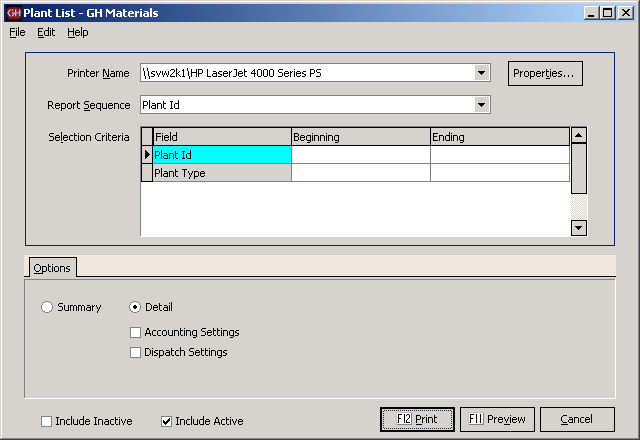 GH Plant List - GH Materials
File Edit Help
Printer Name \\svw2k1\HP LaserJet 4000 Series PS Properties...
Report Sequence Plant Id
Selection Criteria Field Beginning Ending
Plant Id
Plant Type
Options
Summary Detail
Accounting Settings
Dispatch Settings
Include Inactive Include Active F12 Print F11 Preview Cancel